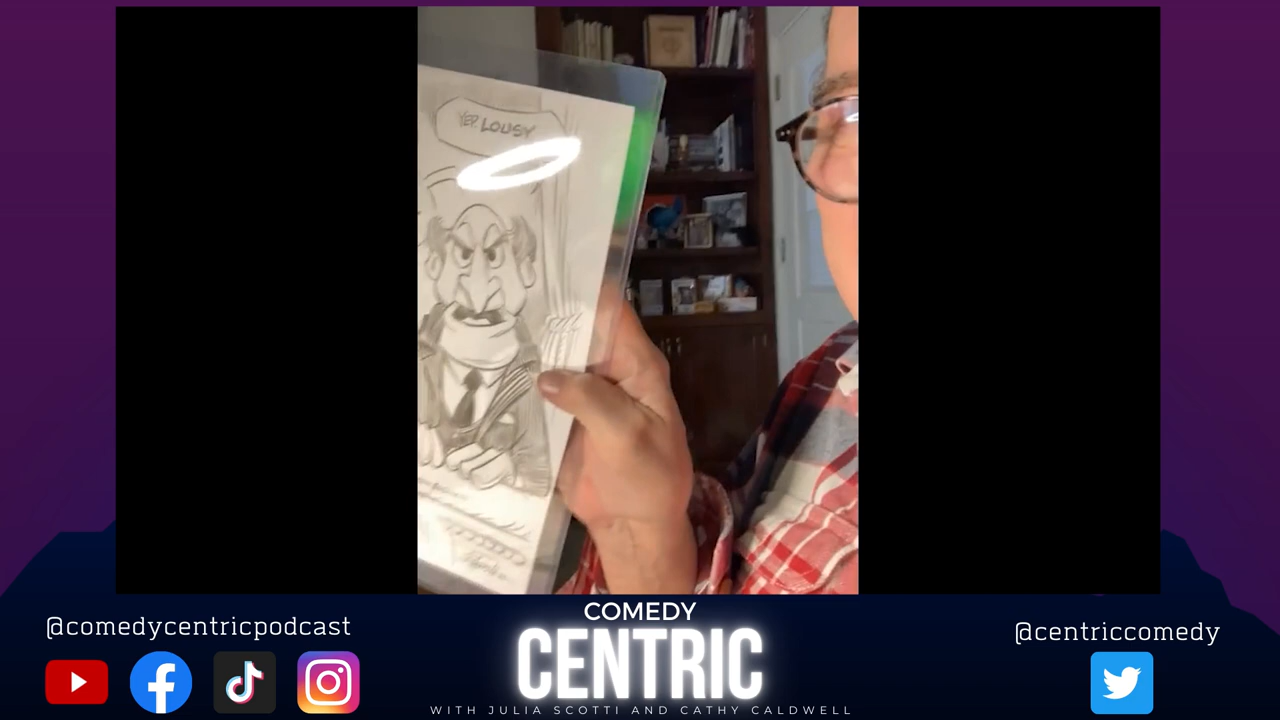 YEP, LOUSY
COMEDY
CENTRIC
WITH JULIA SCOTTI AND CATHY CALDWELL
@comedycentricpodcast
@centriccomedy